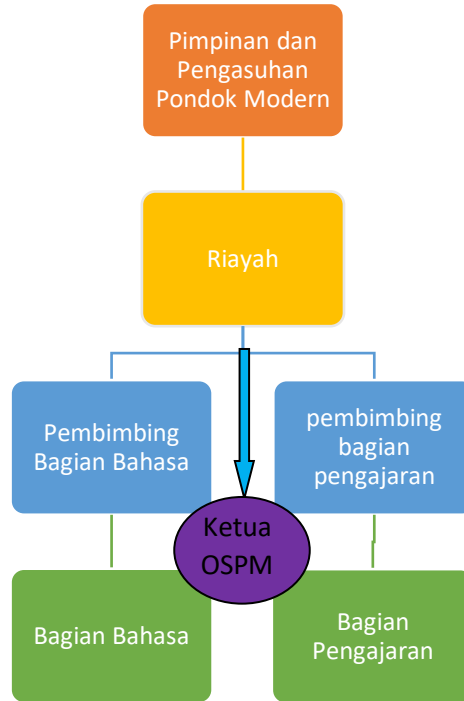 Pimpinan dan
Pengasuhan
Pondok Modern
Riayah
Pembimbing
Bagian Bahasa
pembimbing
bagian
pengajaran
Ketua
OSPM
Bagian Bahasa
Bagian
Pengajaran